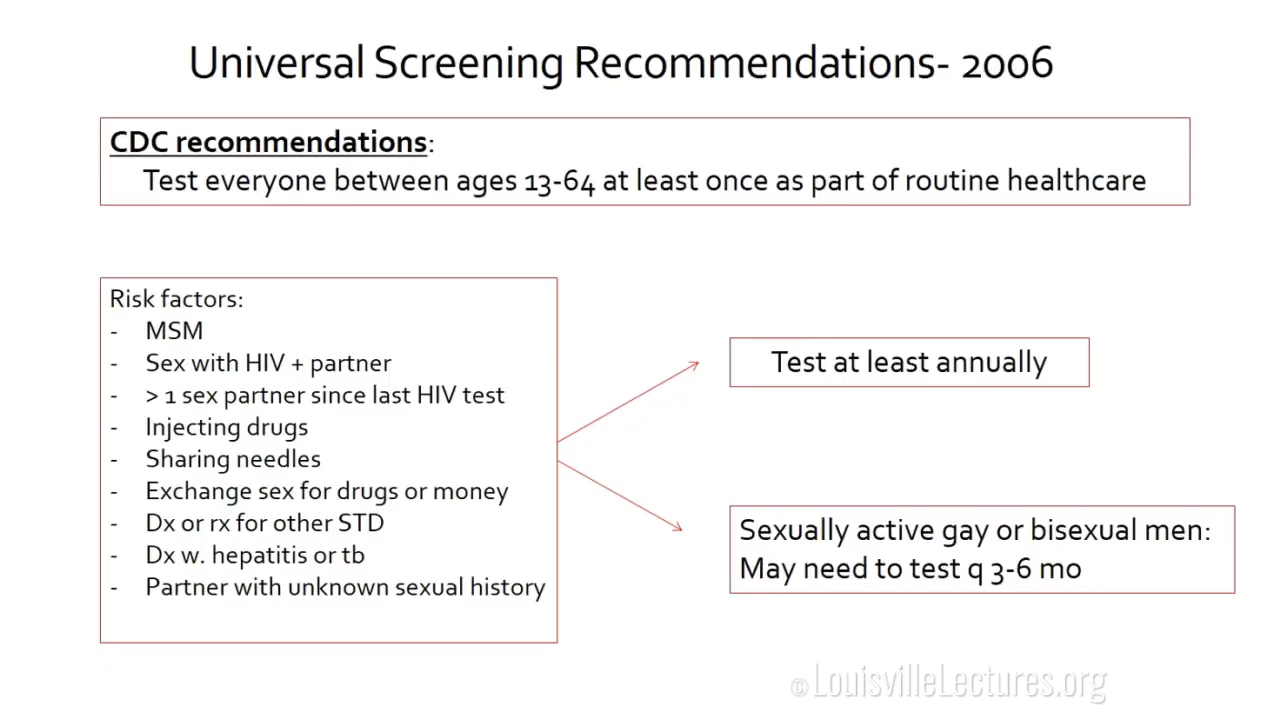 Universal Screening Recommendations- 2006
CDC recommendations:
Test everyone between ages 13-64 at least once as part of routine healthcare
Risk factors:
- MSM
- Sex with HIV + partner
- > 1 sex partner since last HIV test
- Injecting drugs
- Sharing needles
- Exchange sex for drugs or money
- Dx or rx for other STD
- Dx w. hepatitis or tb
- Partner with unknown sexual history
Test at least annually
Sexually active gay or bisexual men:
May need to test q 3-6 mo
© LouisvilleLectures.org